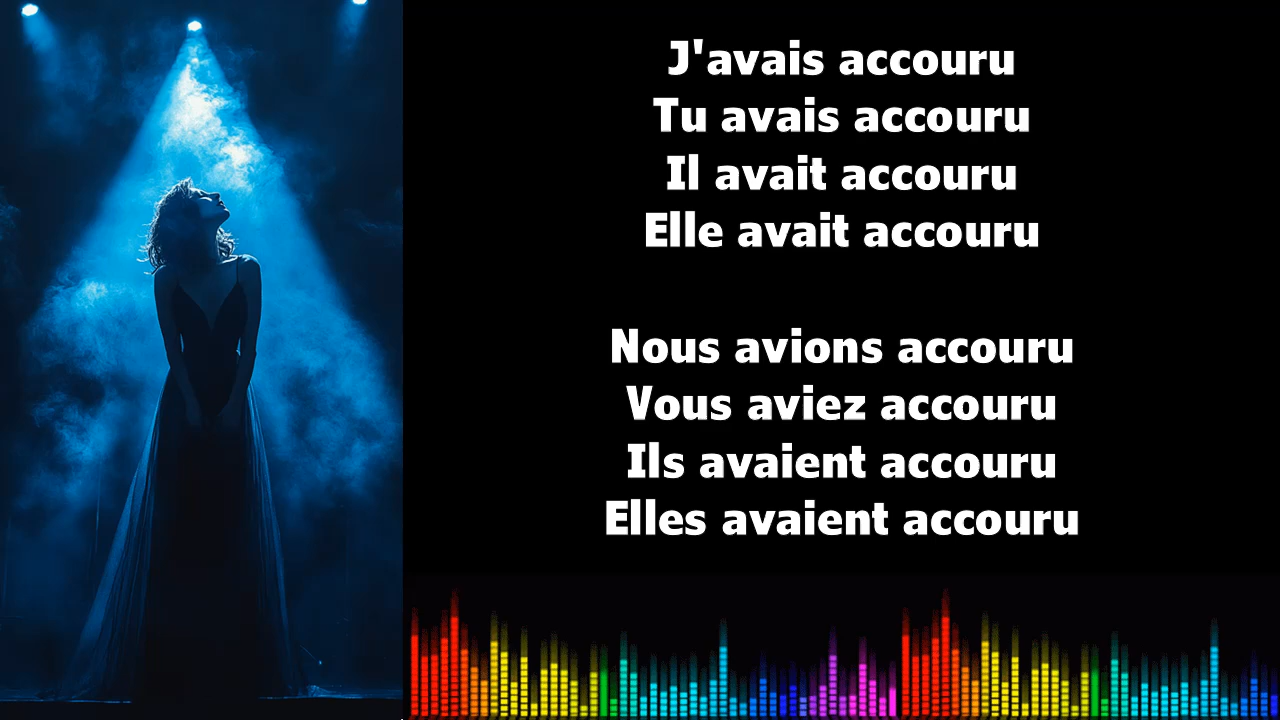 J'avais accouru
Tu avais accouru
Il avait accouru
Elle avait accouru
Nous avions accouru
Vous aviez accouru
Ils avaient accouru
Elles avaient accouru